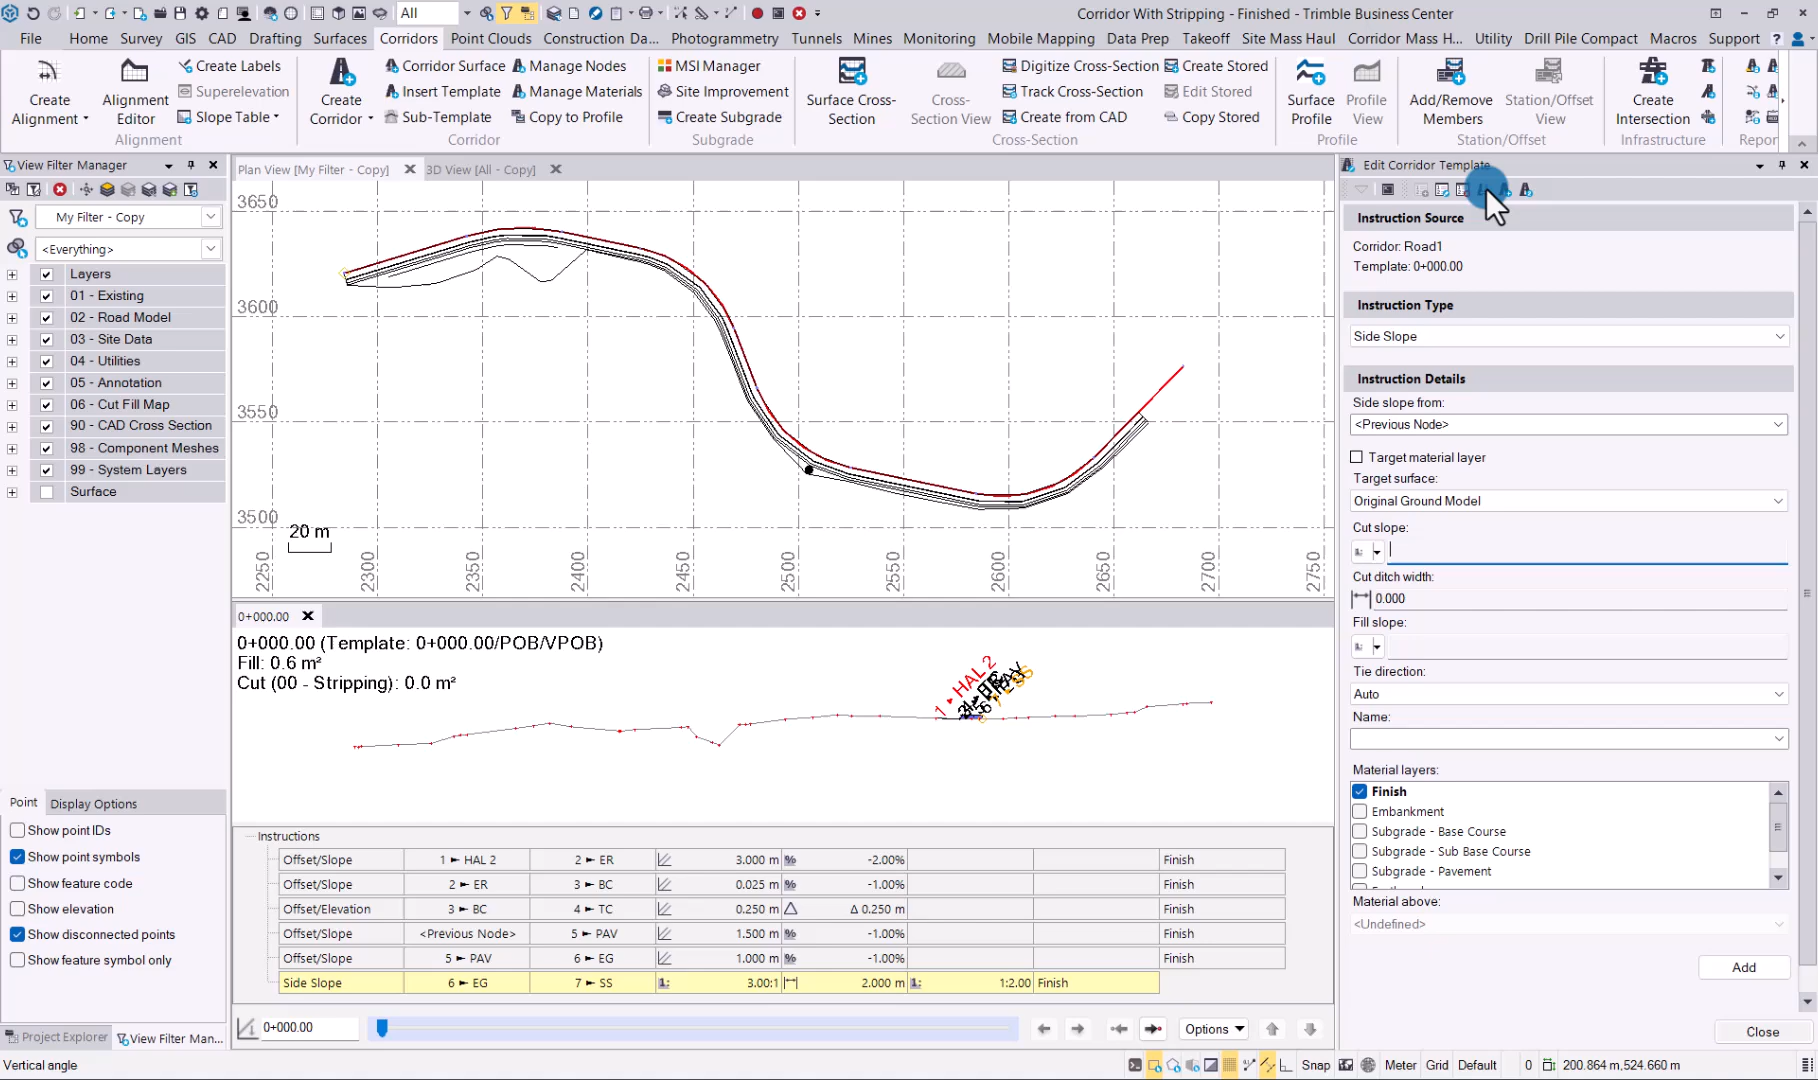 All
Corridor With Stripping - Finished - Trimble Business Center
File Home Survey GIS CAD Drafting Surfaces Corridors Point Clouds Construction Da... Photogrammetry Tunnels Mines Monitoring Mobile Mapping Data Prep Takeoff Site Mass Haul Corridor Mass H... Utility Drill Pile Compact Macros Support
Create Alignment
Alignment Editor
Create Labels
Superelevation
Slope Table
Alignment
Create Corridor
Corridor Surface
Insert Template
Sub-Template
Manage Nodes
Manage Materials
Copy to Profile
Corridor
MSI Manager
Site Improvement
Create Subgrade
Subgrade
Surface Cross-Section
Cross-Section View
Digitize Cross-Section
Track Cross-Section
Create from CAD
Create Stored
Edit Stored
Copy Stored
Cross-Section
Surface Profile
Profile View
Profile
Add/Remove Members
Station/Offset View
Station/Offset
Create Intersection
Infrastructure
Repor
View Filter Manager
My Filter - Copy
<Everything>
Layers
01 - Existing
02 - Road Model
03 - Site Data
04 - Utilities
05 - Annotation
06 - Cut Fill Map
90 - CAD Cross Section
98 - Component Meshes
99 - System Layers
Surface
Point Display Options
Show point IDs
Show point symbols
Show feature code
Show elevation
Show disconnected points
Show feature symbol only
Project Explorer View Filter Man...
Plan View [My Filter - Copy]
3D View [All - Copy]
3650
3600
3550
3500
20 m
2250 2300 2350 2400 2450 2500 2550 2600 2650 2700 2750
0+000.00
0+000.00 (Template: 0+000.00/POB/VPOB)
Fill: 0.6 m²
Cut (00 - Stripping): 0.0 m²
1 ► HAL 2
Instructions
Offset/Slope 1 ► HAL 2 2 ► ER 3.000 m % -2.00% Finish
Offset/Slope 2 ► ER 3 ► BC 0.025 m % -1.00% Finish
Offset/Elevation 3 ► BC 4 ► TC 0.250 m Δ 0.250 m Finish
Offset/Slope <Previous Node> 5 ► PAV 1.500 m % -1.00% Finish
Offset/Slope 5 ► PAV 6 ► EG 1.000 m % -1.00% Finish
Side Slope 6 ► EG 7 ► SS 1: 3.00:1 2.000 m 1: 1:2.00 Finish
0+000.00
Options
Edit Corridor Template
Instruction Source
Corridor: Road1
Template: 0+000.00
Instruction Type
Side Slope
Instruction Details
Side slope from:
<Previous Node>
Target material layer
Target surface:
Original Ground Model
Cut slope:
1:
Cut ditch width:
0.000
Fill slope:
1:
Tie direction:
Auto
Name:
Material layers:
Finish
Embankment
Subgrade - Base Course
Subgrade - Sub Base Course
Subgrade - Pavement
Material above:
<Undefined>
Add
Close
Vertical angle
Snap Meter Grid Default 0 200.864 m,524.660 m